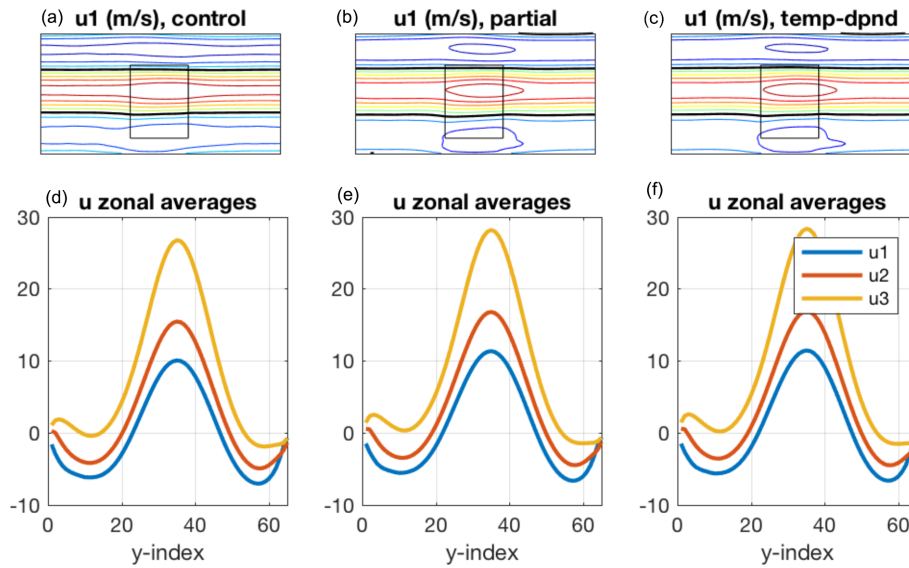 (a) u1 (m/s), control
(b) u1 (m/s), partial
(c) u1 (m/s), temp-dpnd
(d) u zonal averages
(e) u zonal averages
(f) u zonal averages
30
20
10
0
-10
0 20 40 60
y-index
30
20
10
0
-10
0 20 40 60
y-index
30
20
10
0
-10
0 20 40 60
y-index
u1
u2
u3